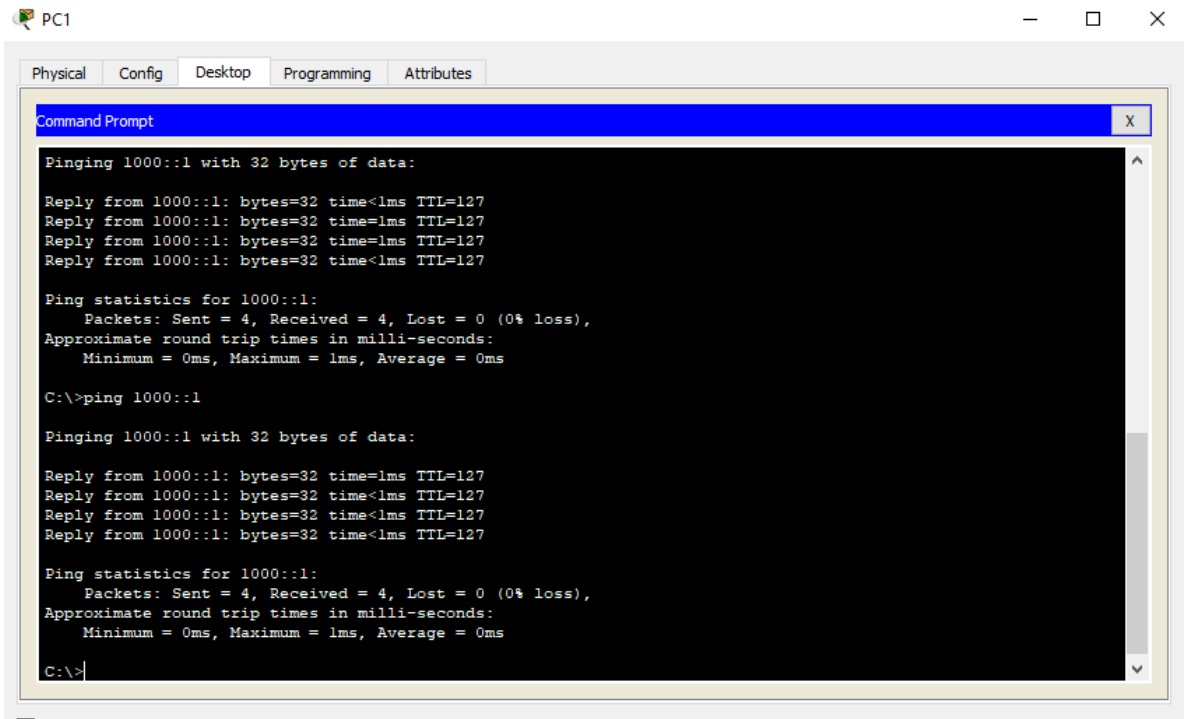 PC1
Physical Config Desktop Programming Attributes
Command Prompt X
Pinging 1000::1 with 32 bytes of data:
Reply from 1000::1: bytes=32 time<1ms TTL=127
Reply from 1000::1: bytes=32 time=1ms TTL=127
Reply from 1000::1: bytes=32 time=1ms TTL=127
Reply from 1000::1: bytes=32 time<1ms TTL=127
Ping statistics for 1000::1:
Packets: Sent = 4, Received = 4, Lost = 0 (0% loss),
Approximate round trip times in milli-seconds:
Minimum = 0ms, Maximum = 1ms, Average = 0ms
C:\>ping 1000::1
Pinging 1000::1 with 32 bytes of data:
Reply from 1000::1: bytes=32 time=1ms TTL=127
Reply from 1000::1: bytes=32 time<1ms TTL=127
Reply from 1000::1: bytes=32 time<1ms TTL=127
Reply from 1000::1: bytes=32 time<1ms TTL=127
Ping statistics for 1000::1:
Packets: Sent = 4, Received = 4, Lost = 0 (0% loss),
Approximate round trip times in milli-seconds:
Minimum = 0ms, Maximum = 1ms, Average = 0ms
C:\>